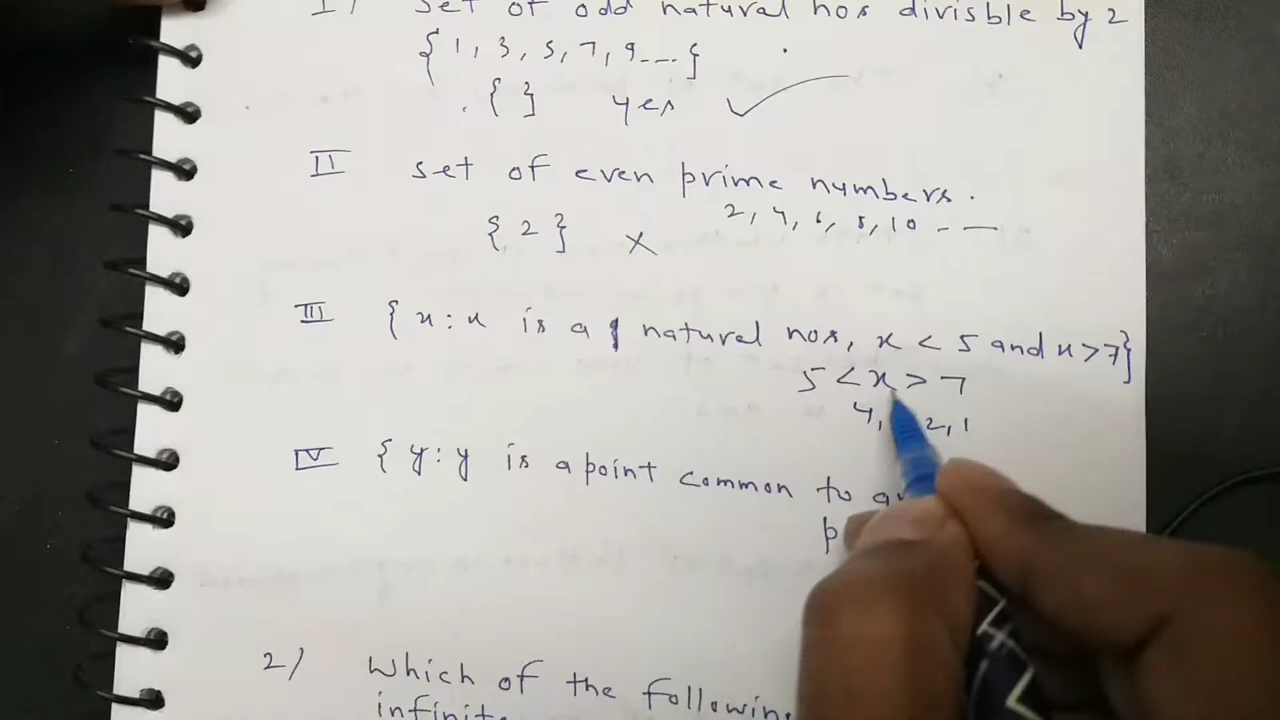 I) set of odd natural nos divisble by 2
{ 1, 3, 5, 7, 9 --- }
{ } yes ✓
II set of even prime numbers.
{ 2 } X 2, 4, 6, 8, 10 - —
III { x : x is a natural nos, x < 5 and x > 7}
5 < x > 7
4, 2, 1
IV { y : y is a point common to
2) Which of the following